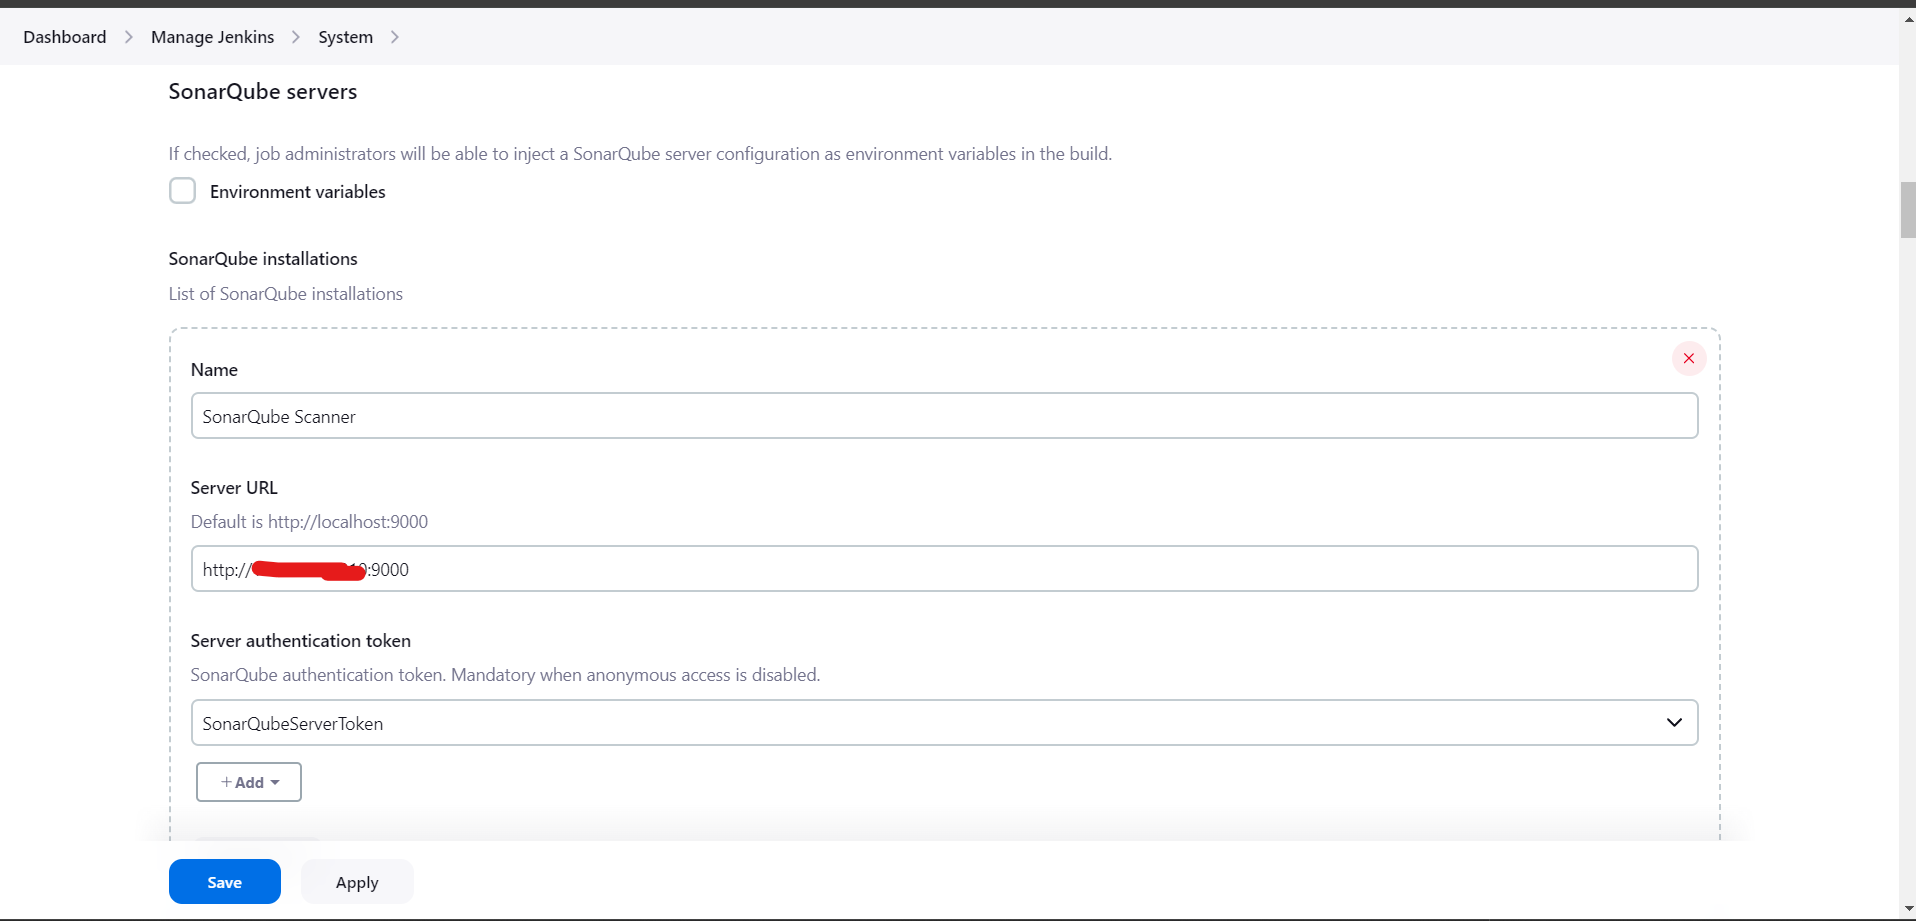 Dashboard > Manage Jenkins > System >
SonarQube servers
If checked, job administrators will be able to inject a SonarQube server configuration as environment variables in the build.
Environment variables
SonarQube installations
List of SonarQube installations
Name
SonarQube Scanner
Server URL
Default is http://localhost:9000
http:// :9000
Server authentication token
SonarQube authentication token. Mandatory when anonymous access is disabled.
SonarQubeServerToken
+ Add
Save Apply